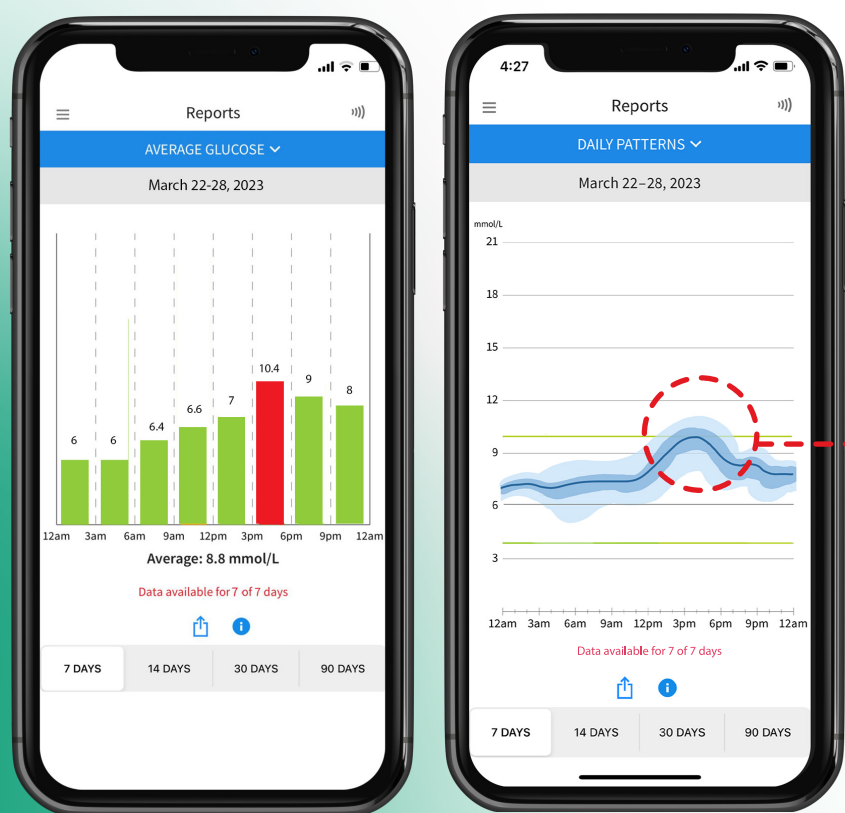 Reports
AVERAGE GLUCOSE
March 22-28, 2023
10.4
9
8
7
6.6
6.4
6
6
12am 3am 6am 9am 12pm 3pm 6pm 9pm 12am
Average: 8.8 mmol/L
Data available for 7 of 7 days
7 DAYS 14 DAYS 30 DAYS 90 DAYS
4:27
Reports
DAILY PATTERNS
March 22–28, 2023
mmol/L
21
18
15
12
9
6
3
12am 3am 6am 9am 12pm 3pm 6pm 9pm 12am
Data available for 7 of 7 days
7 DAYS 14 DAYS 30 DAYS 90 DAYS